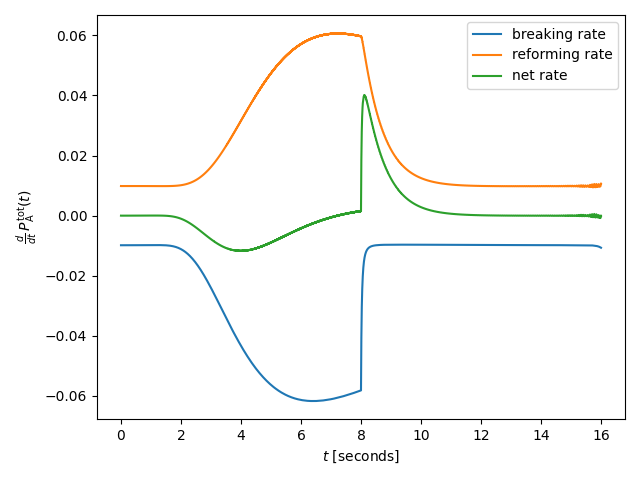 breaking rate
reforming rate
net rate
0.06
0.04
0.02
0.00
−0.02
−0.04
−0.06
d/dt P_A^tot(t)
0 2 4 6 8 10 12 14 16
t [seconds]